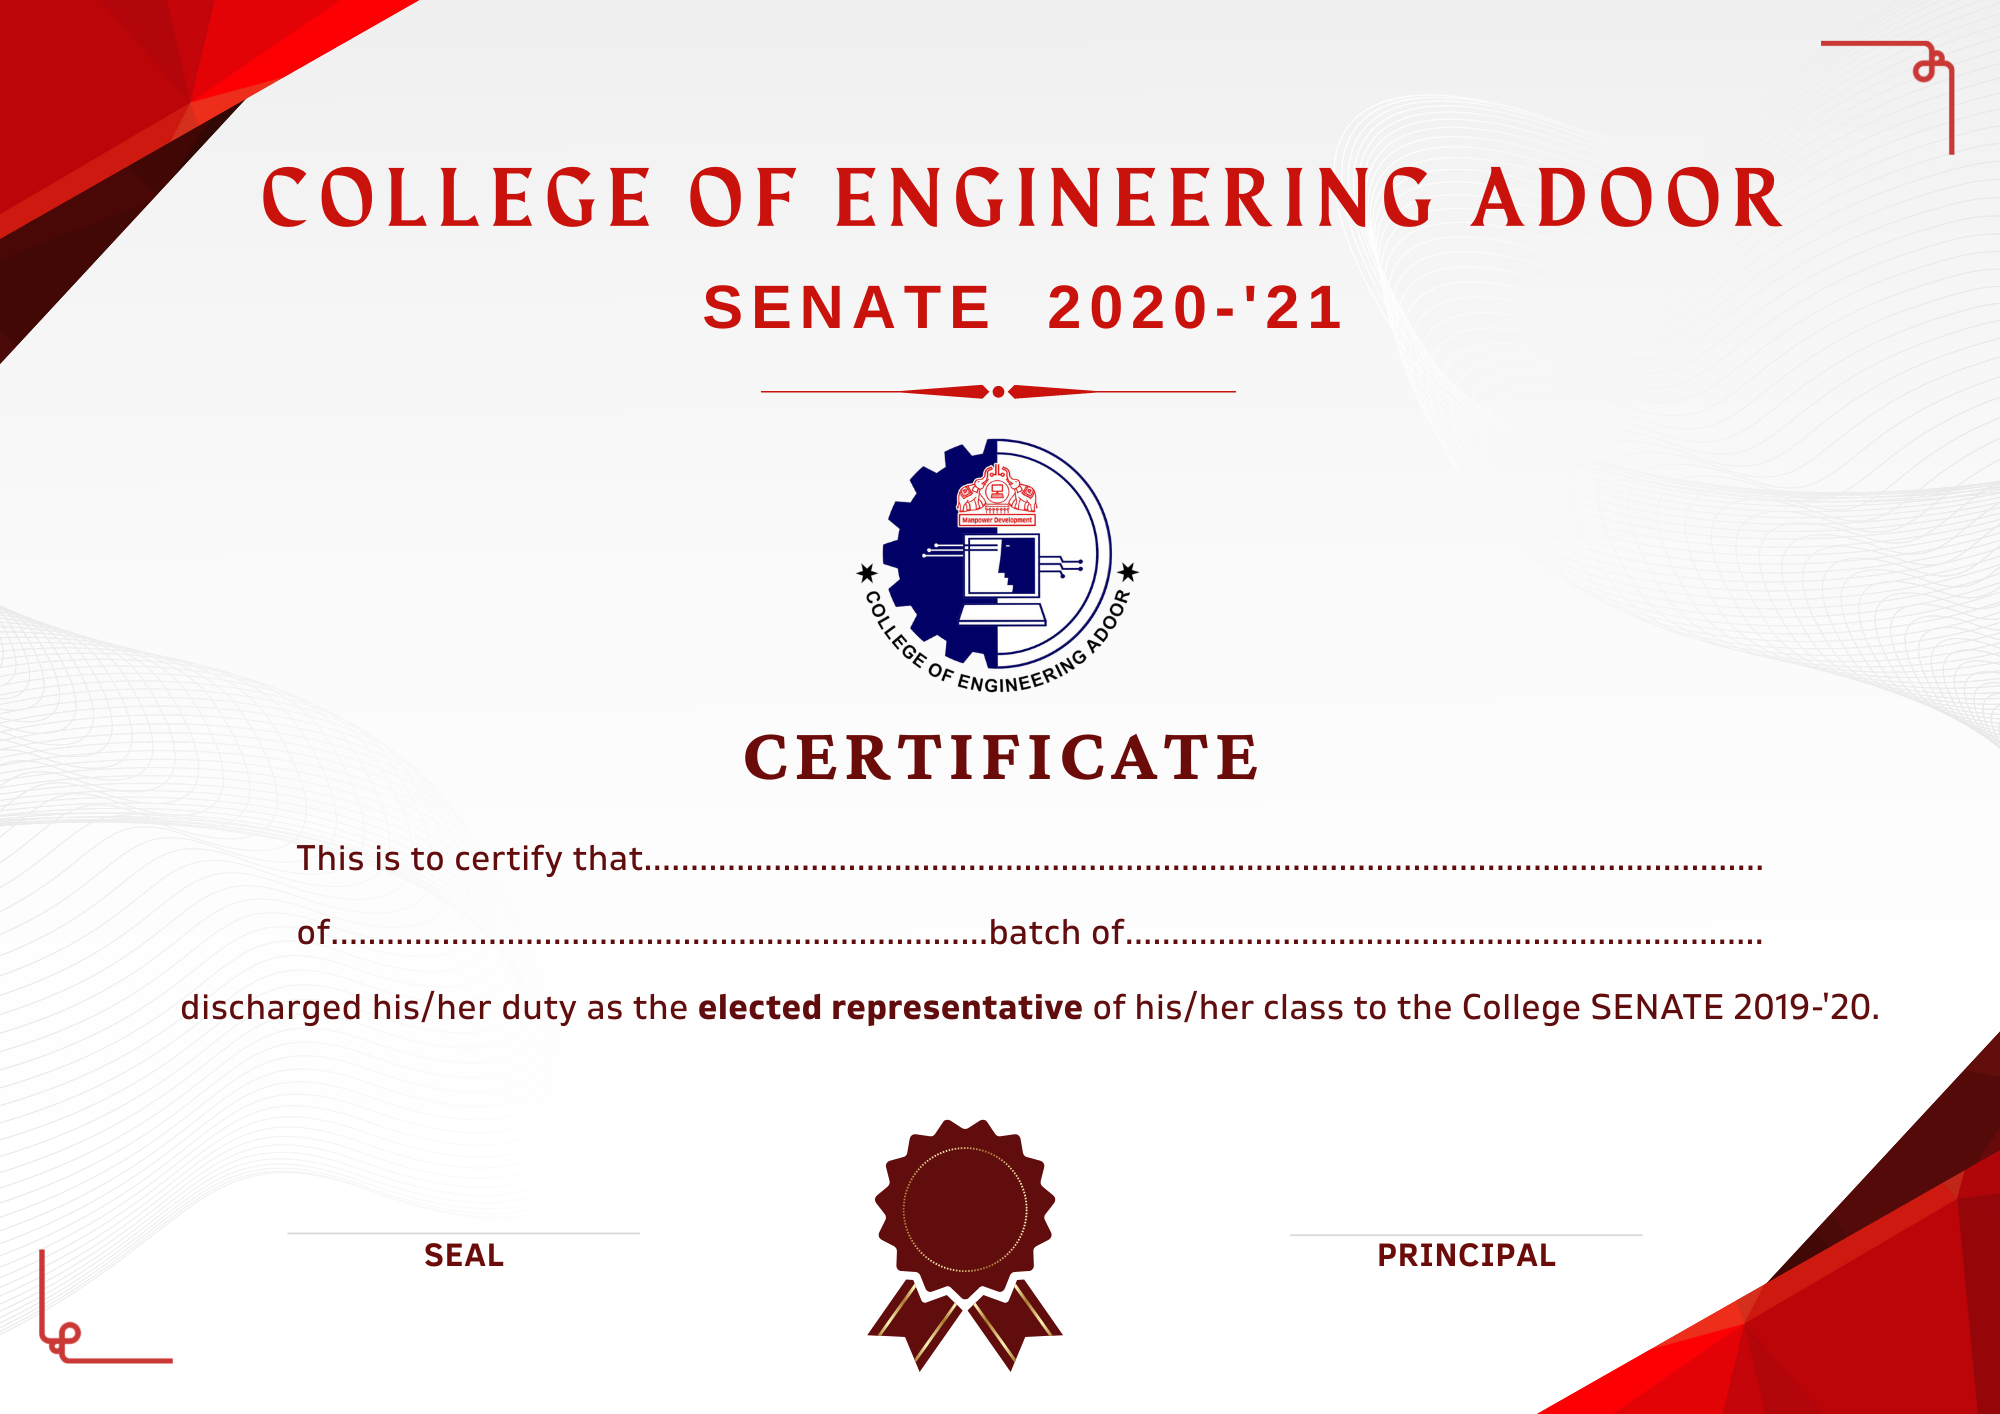 COLLEGE OF ENGINEERING ADOOR
SENATE 2020-'21
Manpower Development
COLLEGE OF ENGINEERING ADOOR
CERTIFICATE
This is to certify that.........................................................................................................................
of.......................................................................batch of.....................................................................
discharged his/her duty as the elected representative of his/her class to the College SENATE 2019-'20.
SEAL
PRINCIPAL